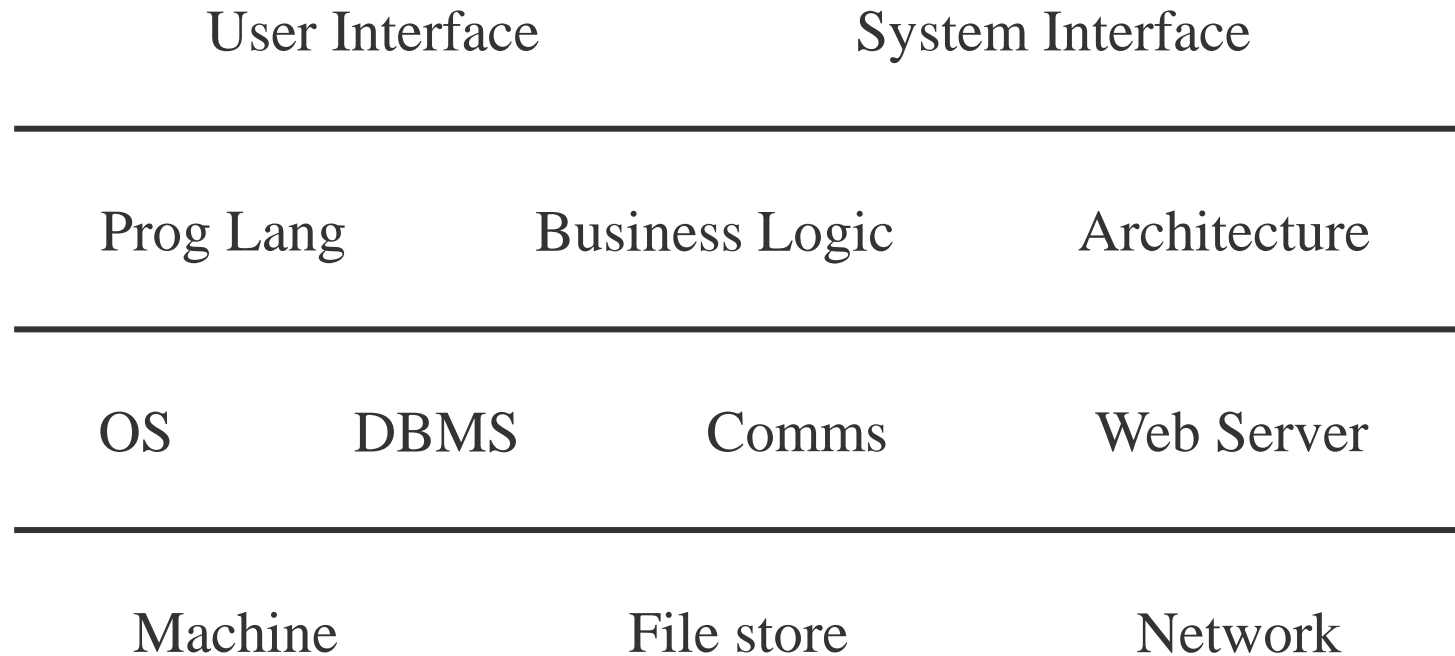 User Interface System Interface
Prog Lang Business Logic Architecture
OS DBMS Comms Web Server
Machine File store Network